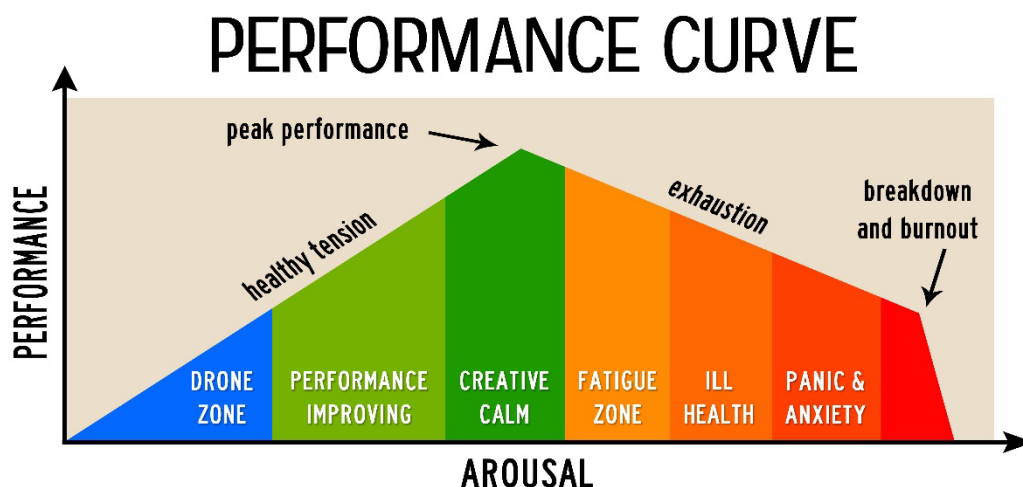 PERFORMANCE CURVE
peak performance
healthy tension
exhaustion
breakdown
and burnout
PERFORMANCE
DRONE
ZONE
PERFORMANCE
IMPROVING
CREATIVE
CALM
FATIGUE
ZONE
ILL
HEALTH
PANIC &
ANXIETY
AROUSAL